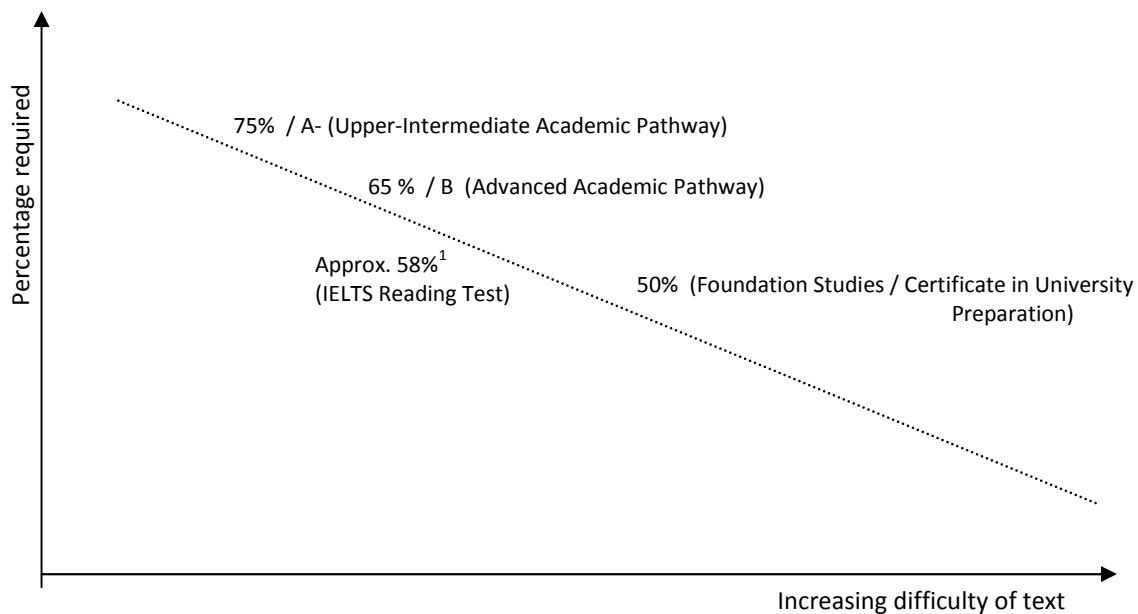 Percentage required
75% / A- (Upper-Intermediate Academic Pathway)
65 % / B (Advanced Academic Pathway)
Approx. 58%¹
(IELTS Reading Test)
50% (Foundation Studies / Certificate in University
Preparation)
Increasing difficulty of text